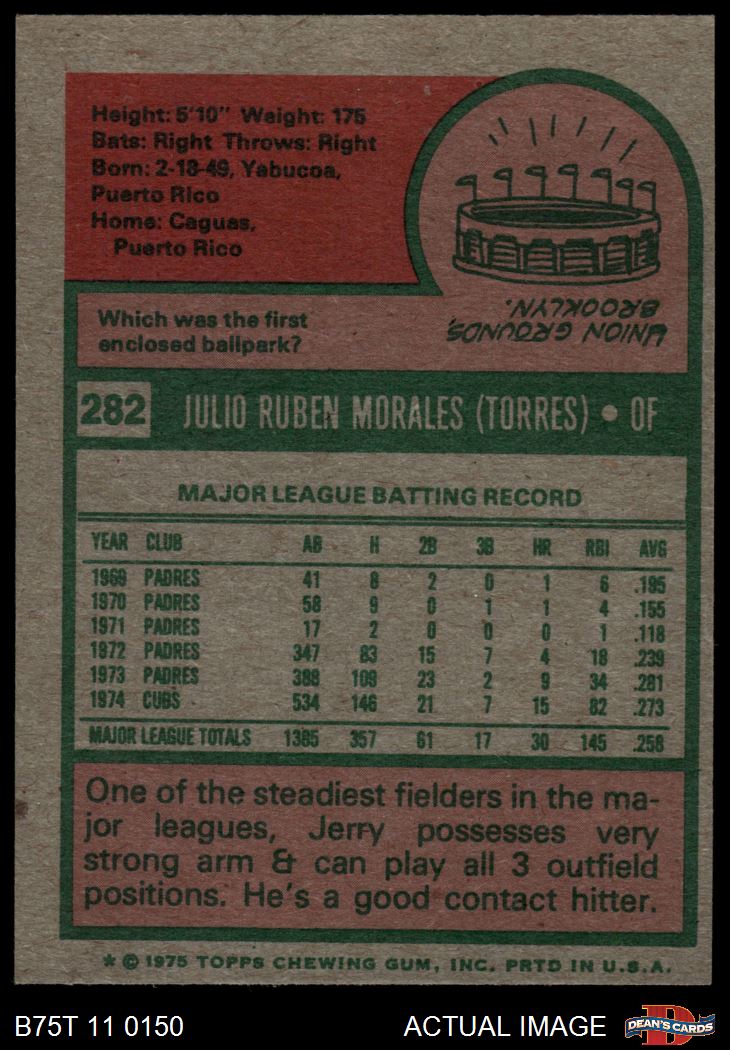 Height: 5'10" Weight: 175
Bats: Right Throws: Right
Born: 2-18-49, Yabucoa,
Puerto Rico
Home: Caguas,
Puerto Rico
Which was the first
enclosed ballpark?
UNION GROUNDS,
BROOKLYN.
282 JULIO RUBEN MORALES (TORRES) • OF
MAJOR LEAGUE BATTING RECORD
YEAR CLUB AB H 2B 3B HR RBI AVG
1969 PADRES 41 8 2 0 1 6 .195
1970 PADRES 58 9 0 1 1 4 .155
1971 PADRES 17 2 0 0 0 1 .118
1972 PADRES 347 83 15 7 4 18 .239
1973 PADRES 388 109 23 2 9 34 .281
1974 CUBS 534 146 21 7 15 82 .273
MAJOR LEAGUE TOTALS 1385 357 61 17 30 145 .258
One of the steadiest fielders in the ma-
jor leagues, Jerry possesses very
strong arm & can play all 3 outfield
positions. He's a good contact hitter.
* © 1975 TOPPS CHEWING GUM, INC. PRTD IN U.S.A.
B75T 11 0150 ACTUAL IMAGE D DEAN'S CARDS